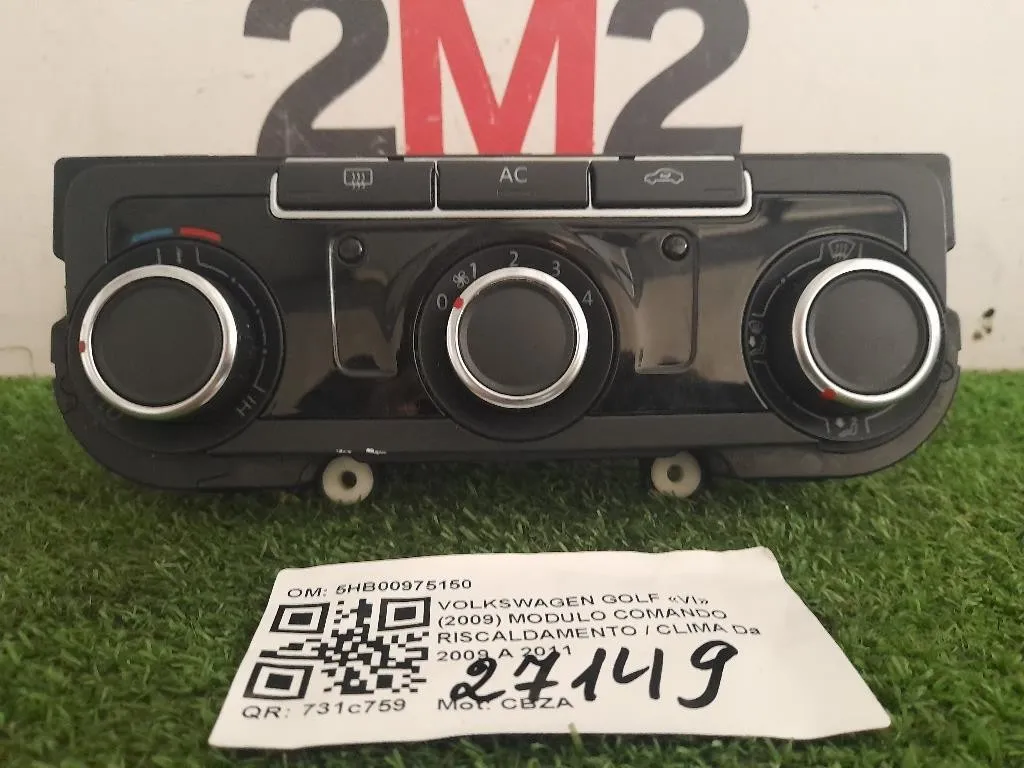 2M2
AC
0 1 2 3 4
HI
OM: 5HB00975150
VOLKSWAGEN GOLF «VI»
(2009) MODULO COMANDO
RISCALDAMENTO / CLIMA Da
2009 A 2011
27149
QR: 731c759
Mot: CBZA